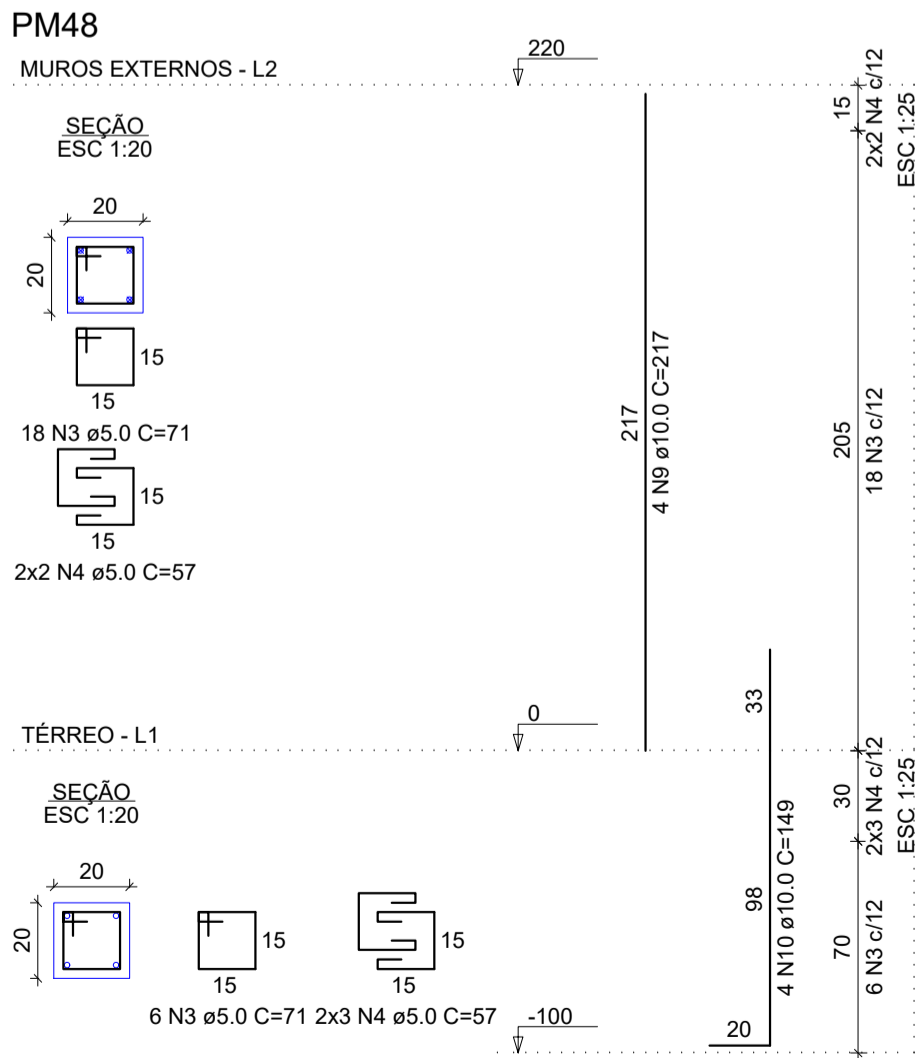 PM48
MUROS EXTERNOS - L2
220
SEÇÃO
ESC 1:20
20
20
15
15
18 N3 ø5.0 C=71
15
15
2x2 N4 ø5.0 C=57
217
4 N9 ø10.0 C=217
15
2x2 N4 c/12
ESC 1:25
205
18 N3 c/12
TÉRREO - L1
0
SEÇÃO
ESC 1:20
20
20
15
15
6 N3 ø5.0 C=71
15
15
2x3 N4 ø5.0 C=57
-100
33
98
20
4 N10 ø10.0 C=149
30
2x3 N4 c/12
ESC 1:25
70
6 N3 c/12